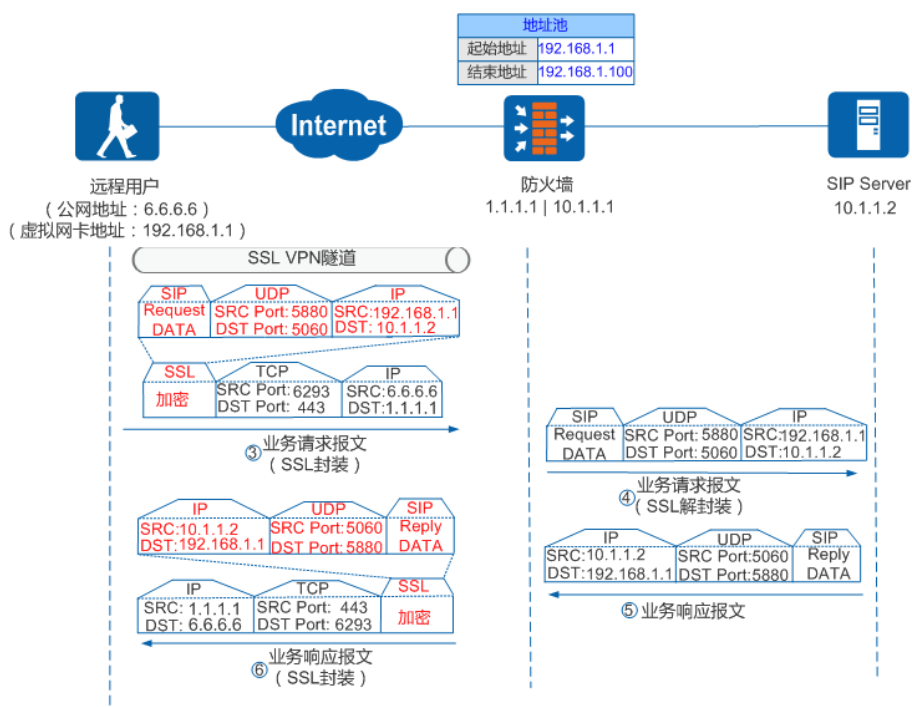 地址池
起始地址 192.168.1.1
结束地址 192.168.1.100
Internet
远程用户
（公网地址：6.6.6.6）
（虚拟网卡地址：192.168.1.1）
防火墙
1.1.1.1 | 10.1.1.1
SIP Server
10.1.1.2
SSL VPN隧道
SIP UDP IP
Request SRC Port: 5880 SRC:192.168.1.1
DATA DST Port: 5060 DST: 10.1.1.2
SSL TCP IP
加密 SRC Port: 6293 SRC:6.6.6.6
DST Port: 443 DST:1.1.1.1
③业务请求报文
（SSL封装）
SIP UDP IP
Request SRC Port: 5880 SRC:192.168.1.1
DATA DST Port: 5060 DST:10.1.1.2
④业务请求报文
（SSL解封装）
IP UDP SIP
SRC:10.1.1.2 SRC Port:5060 Reply
DST:192.168.1.1 DST Port:5880 DATA
⑤业务响应报文
IP UDP SIP
SRC:10.1.1.2 SRC Port:5060 Reply
DST:192.168.1.1 DST Port:5880 DATA
IP TCP SSL
SRC: 1.1.1.1 SRC Port: 443 加密
DST: 6.6.6.6 DST Port: 6293
⑥业务响应报文
（SSL封装）